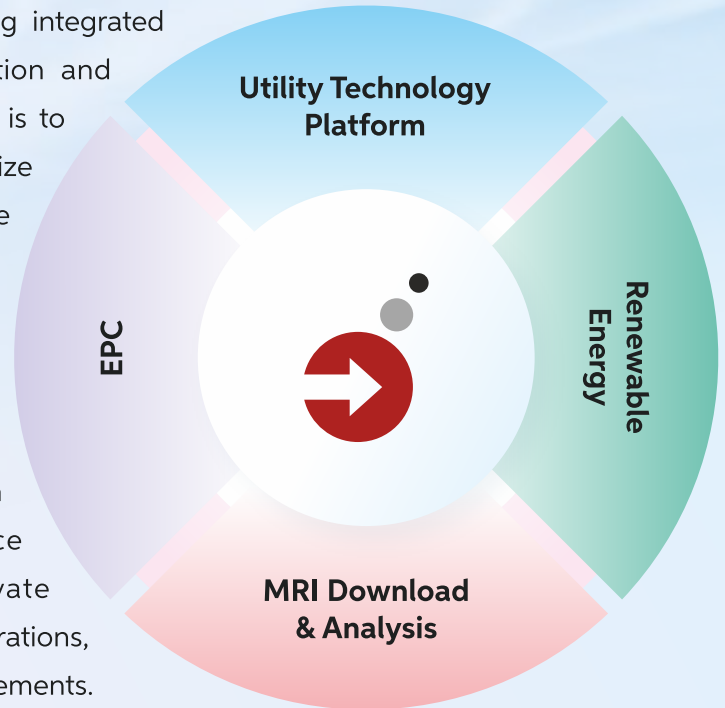 g integrated
tion and
is to
ize
e
ce
vate
rations,
ements.
Utility Technology
Platform
EPC
Renewable
Energy
MRI Download
& Analysis